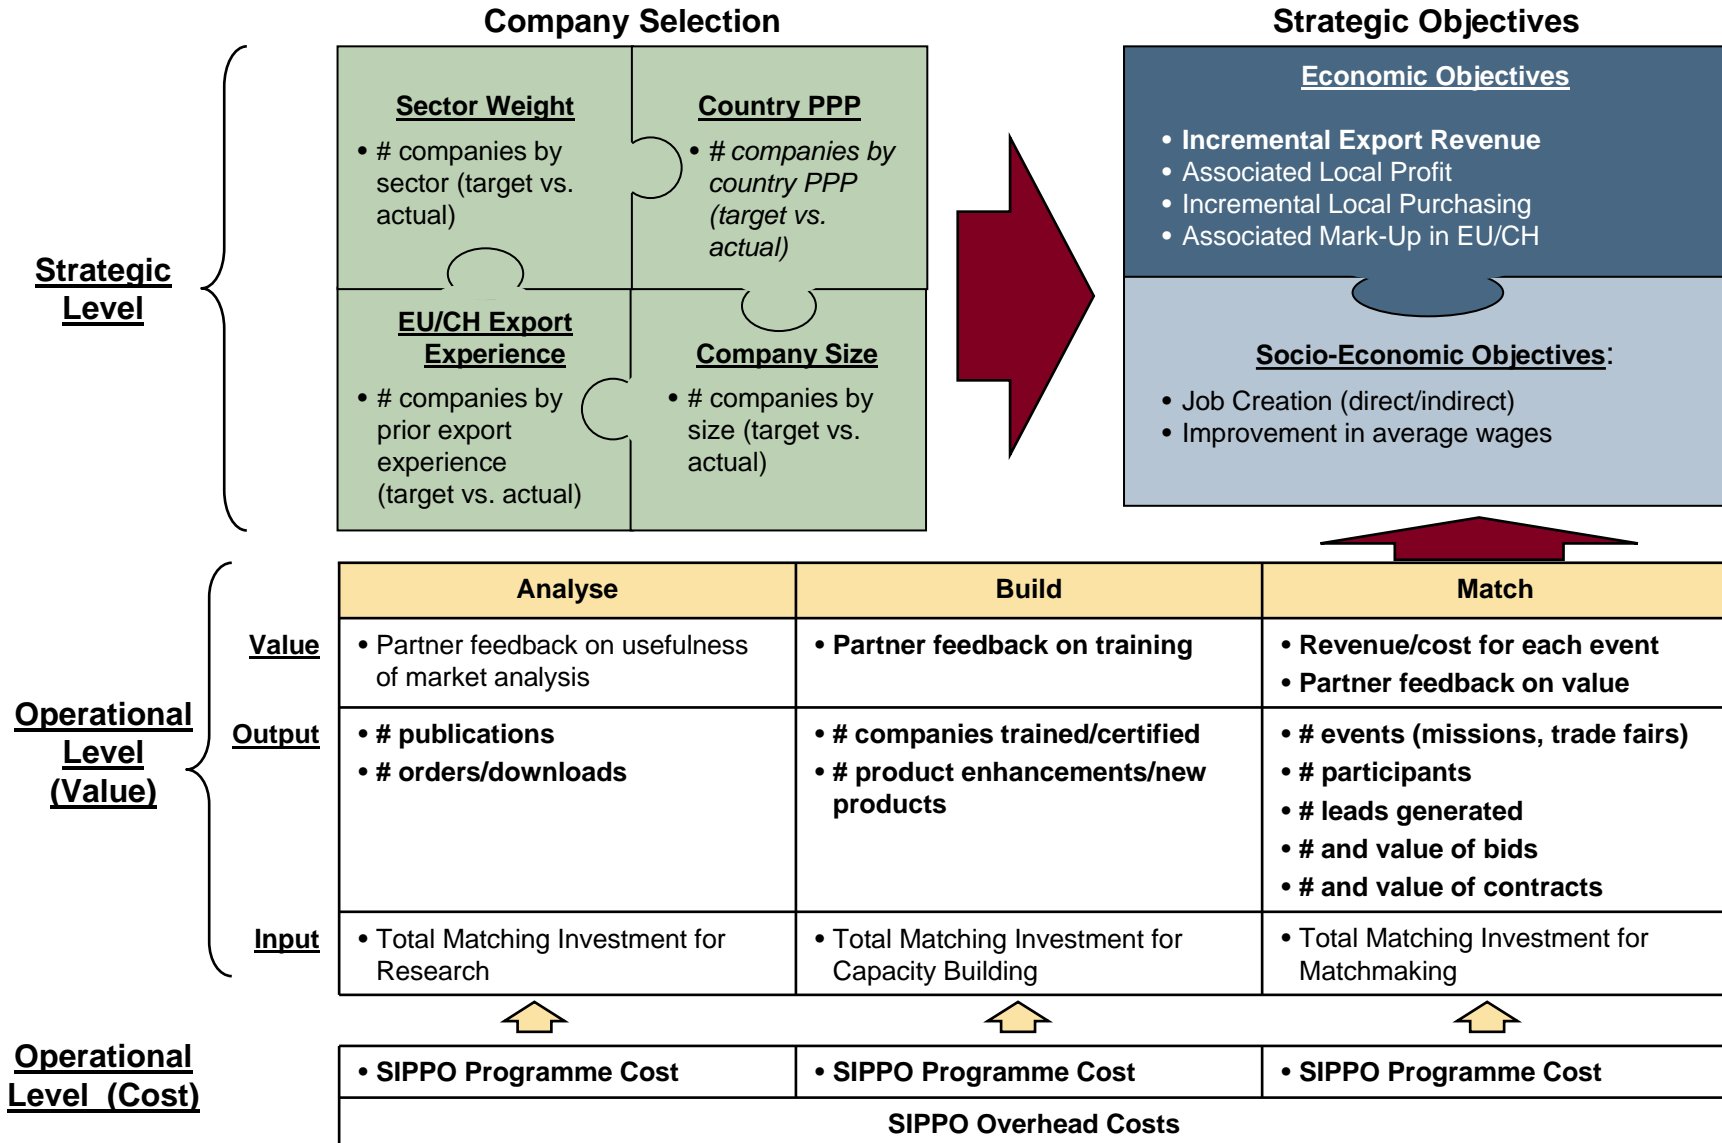 Company Selection
Strategic Objectives
Strategic
Level
Sector Weight
• # companies by
sector (target vs.
actual)
Country PPP
• # companies by
country PPP
(target vs.
actual)
EU/CH Export
Experience
• # companies by
prior export
experience
(target vs. actual)
Company Size
• # companies by
size (target vs.
actual)
Economic Objectives
• Incremental Export Revenue
• Associated Local Profit
• Incremental Local Purchasing
• Associated Mark-Up in EU/CH
Socio-Economic Objectives:
• Job Creation (direct/indirect)
• Improvement in average wages
Operational
Level
(Value)
Analyse
Build
Match
Value
• Partner feedback on usefulness
of market analysis
• Partner feedback on training
• Revenue/cost for each event
• Partner feedback on value
Output
• # publications
• # orders/downloads
• # companies trained/certified
• # product enhancements/new
products
• # events (missions, trade fairs)
• # participants
• # leads generated
• # and value of bids
• # and value of contracts
Input
• Total Matching Investment for
Research
• Total Matching Investment for
Capacity Building
• Total Matching Investment for
Matchmaking
Operational
Level (Cost)
• SIPPO Programme Cost
• SIPPO Programme Cost
• SIPPO Programme Cost
SIPPO Overhead Costs